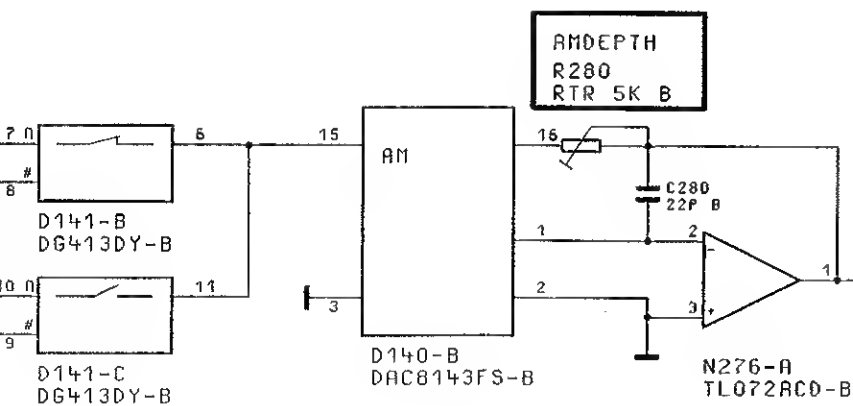 AMDEPTH
R280
RTR 5K B
7 n
6
15
AM
16
#
8
C280
22P B
D141-B
DG413DY-B
1
2
-
10 n
11
2
1
3
3
+
#
9
D140-B
DAC8143FS-B
N276-A
TL072ACD-B
D141-C
DG413DY-B